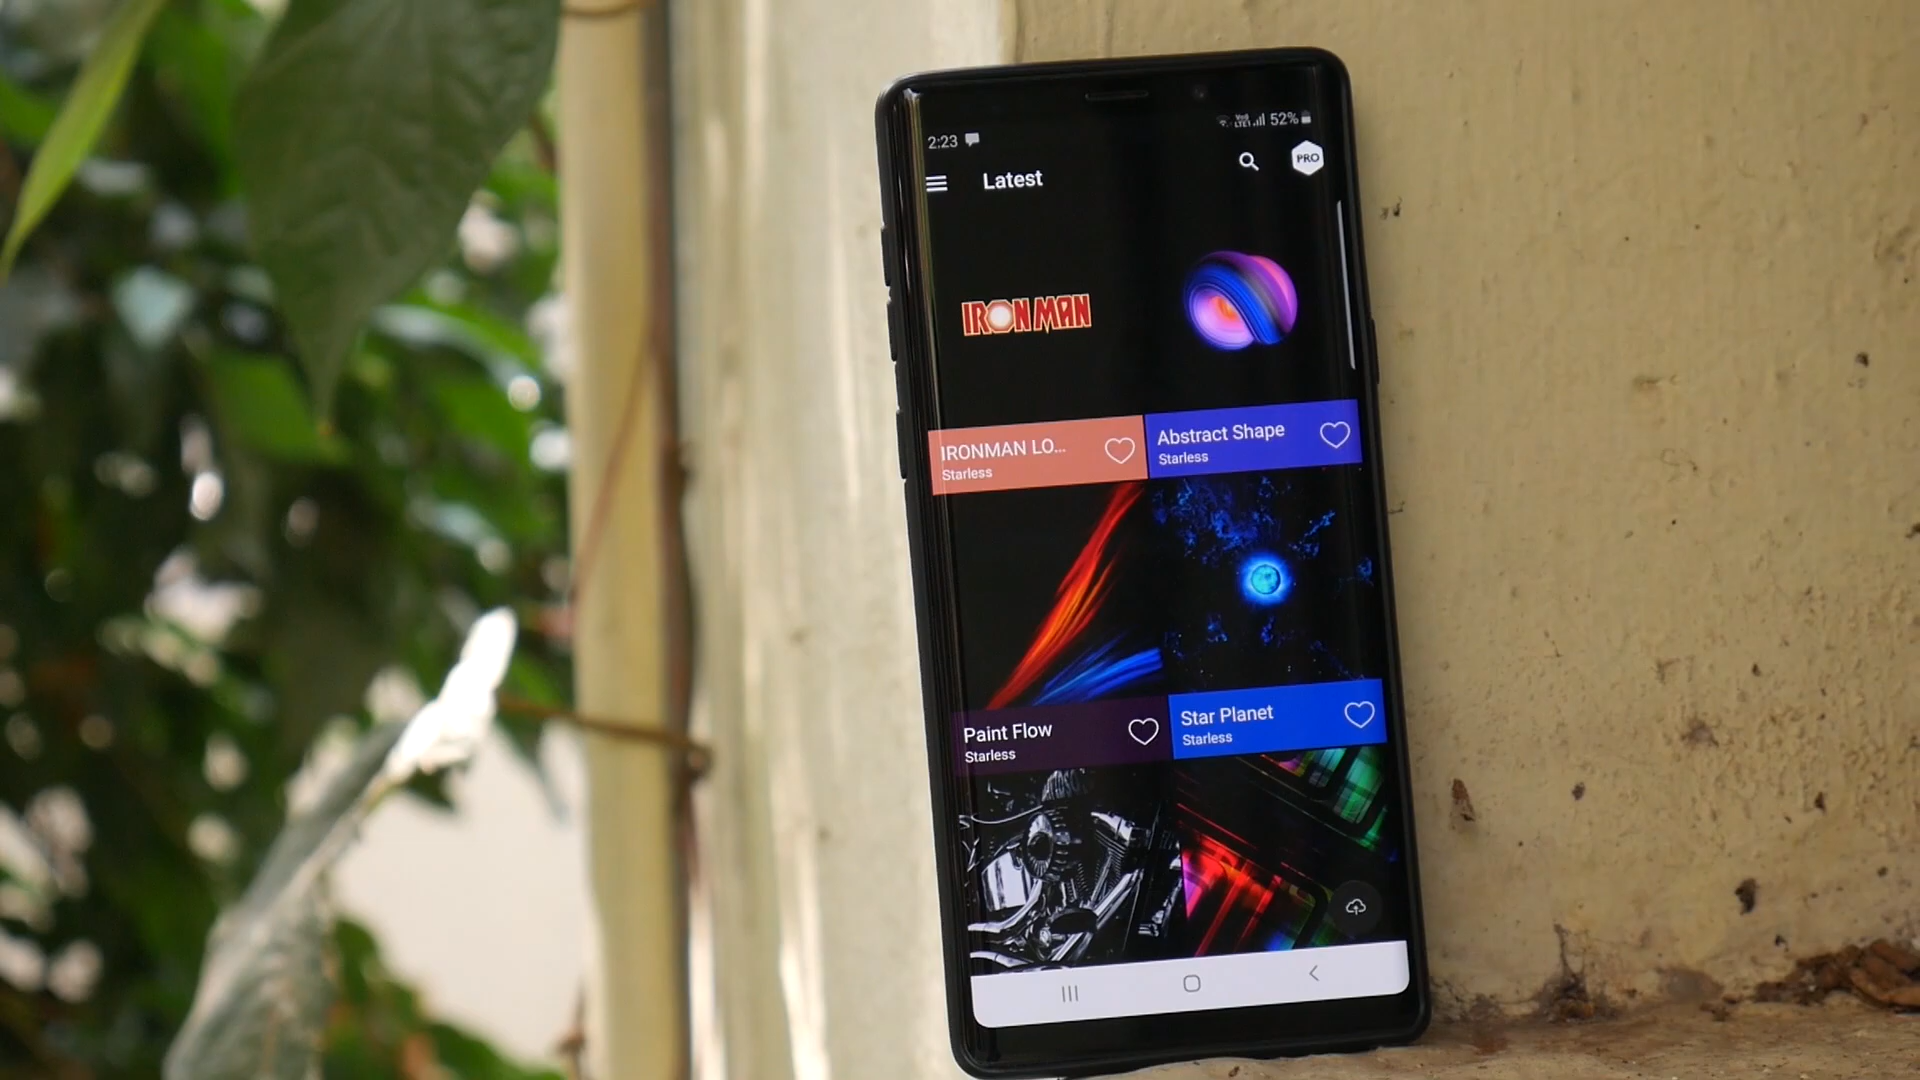 2:23
52%
Latest
PRO
IRON MAN
IRONMAN LO...
Starless
Abstract Shape
Starless
Paint Flow
Starless
Star Planet
Starless